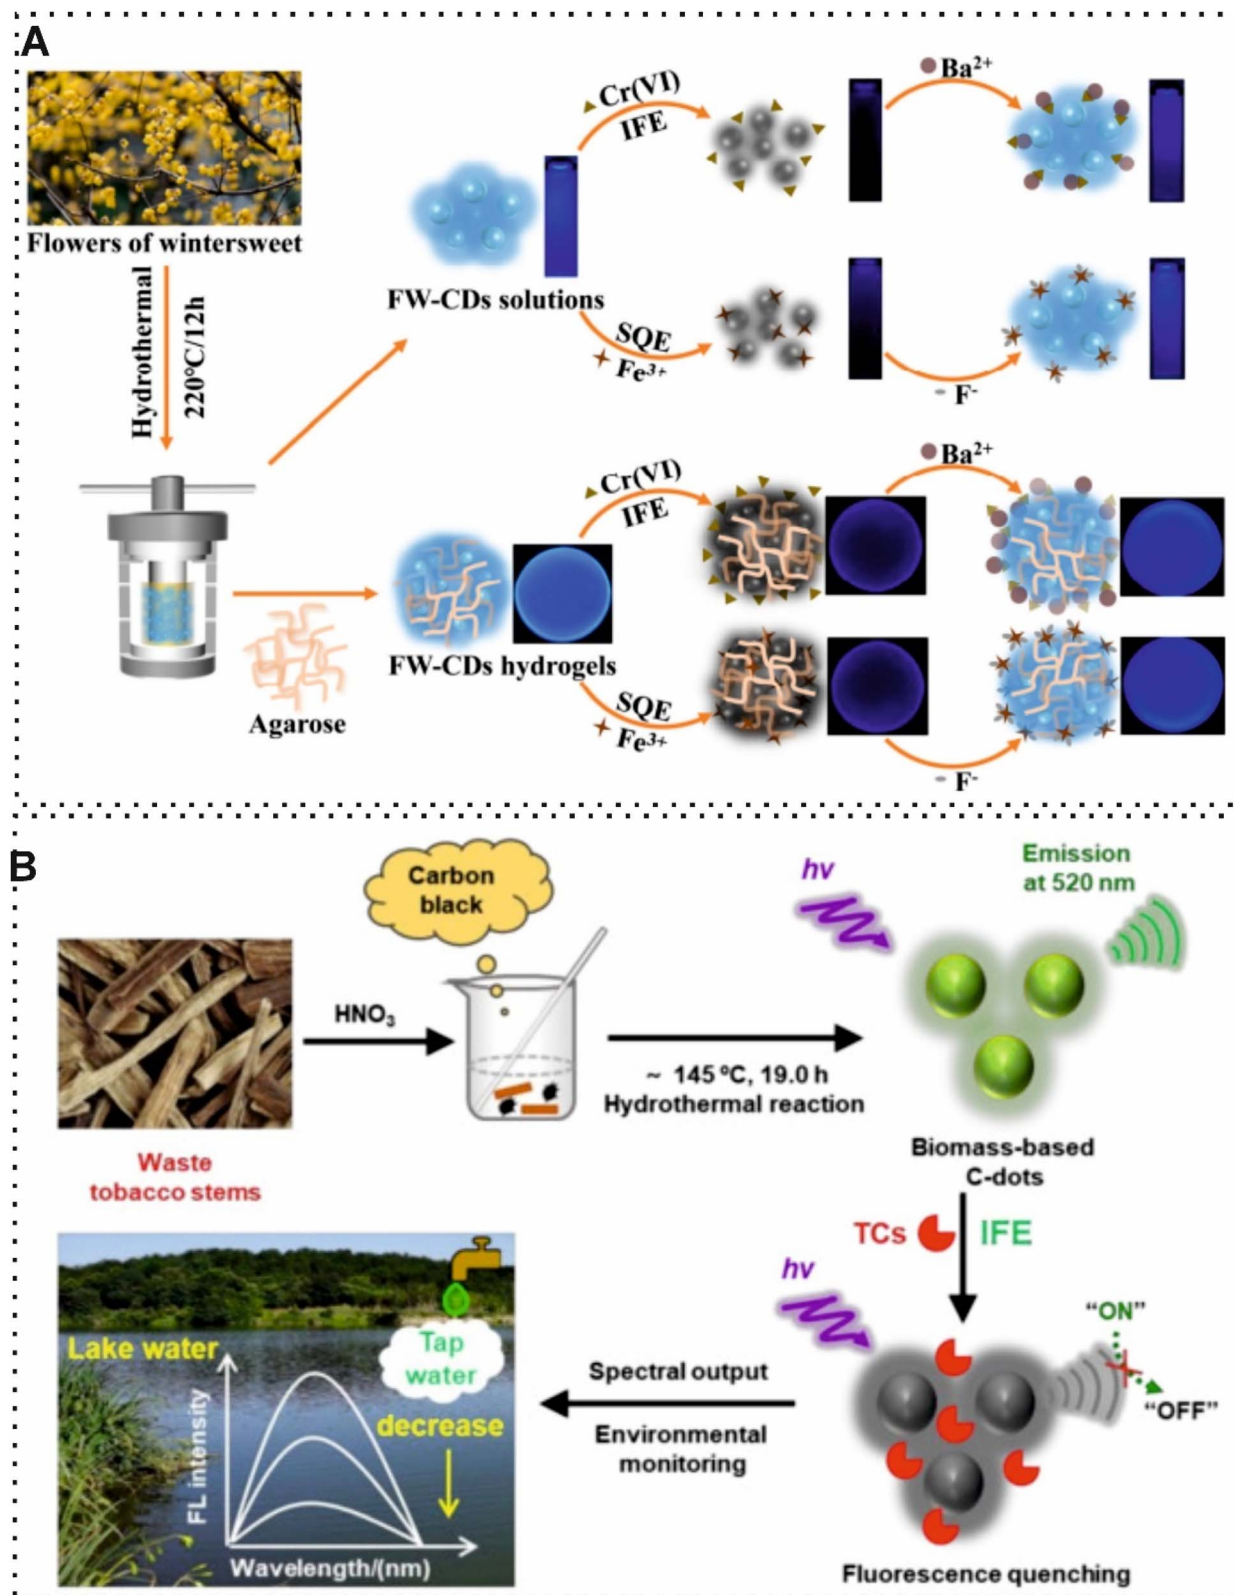 A
Flowers of wintersweet
Hydrothermal
220°C/12h
Agarose
FW-CDs solutions
Cr(VI)
IFE
Ba²⁺
SQE
Fe³⁺
F⁻
FW-CDs hydrogels
Cr(VI)
IFE
Ba²⁺
SQE
Fe³⁺
F⁻
B
Waste
tobacco stems
HNO₃
Carbon
black
~ 145 ºC, 19.0 h
Hydrothermal reaction
hv
Emission
at 520 nm
Biomass-based
C-dots
TCs
IFE
hv
“ON”
“OFF”
Fluorescence quenching
Spectral output
Environmental
monitoring
Lake water
Tap
water
decrease
FL intensity
Wavelength/(nm)